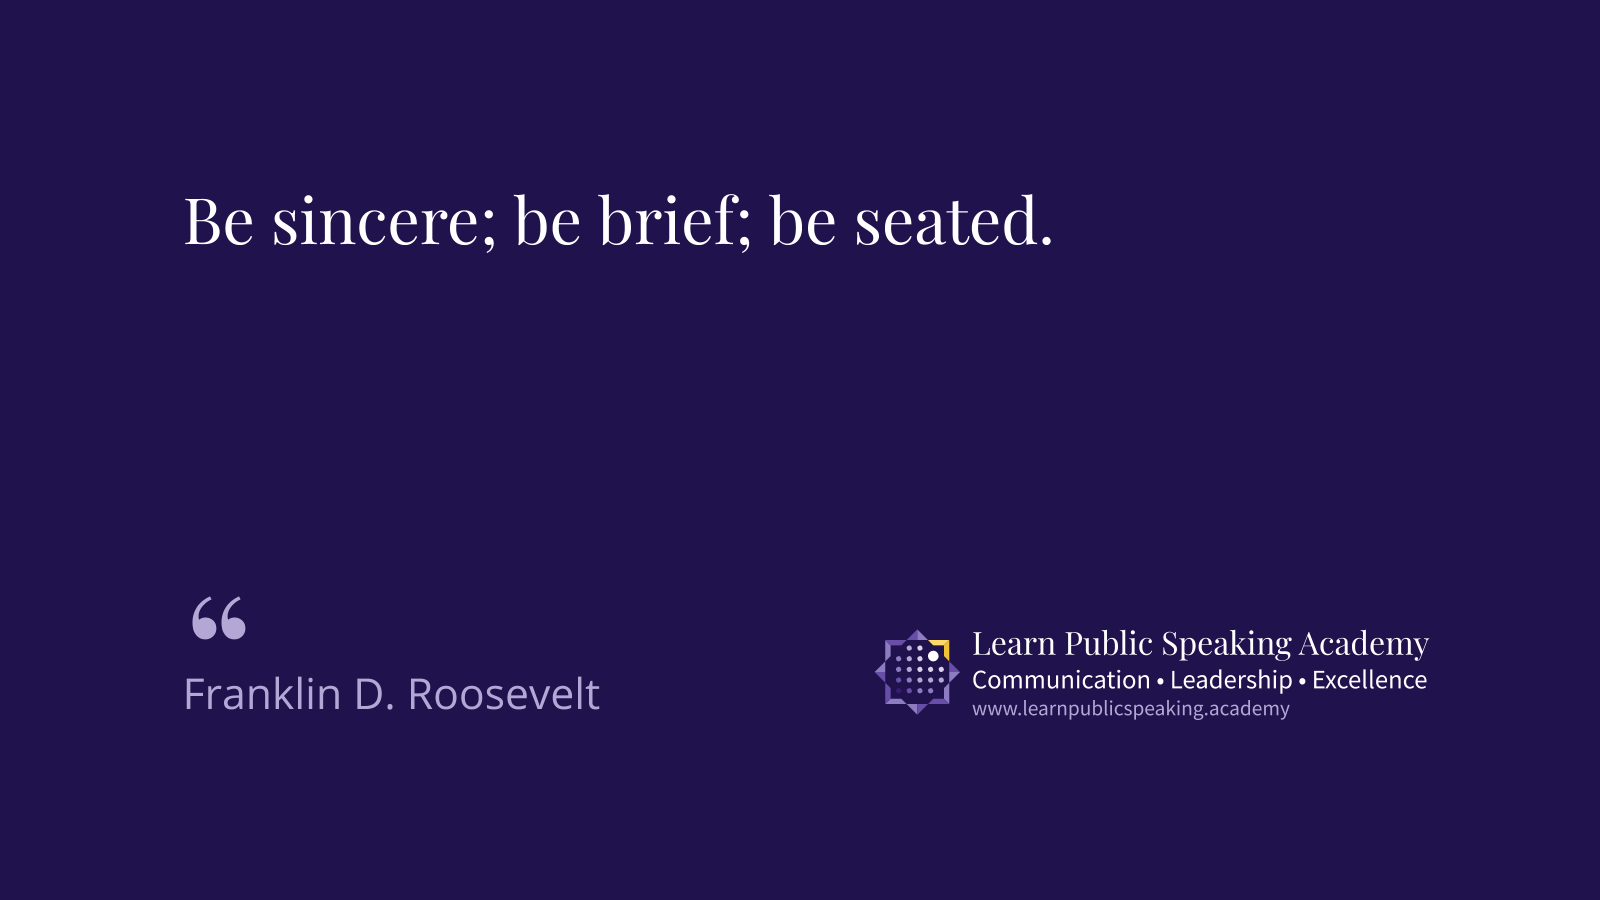 Be sincere; be brief; be seated.
“
Franklin D. Roosevelt
Learn Public Speaking Academy
Communication • Leadership • Excellence
www.learnpublicspeaking.academy